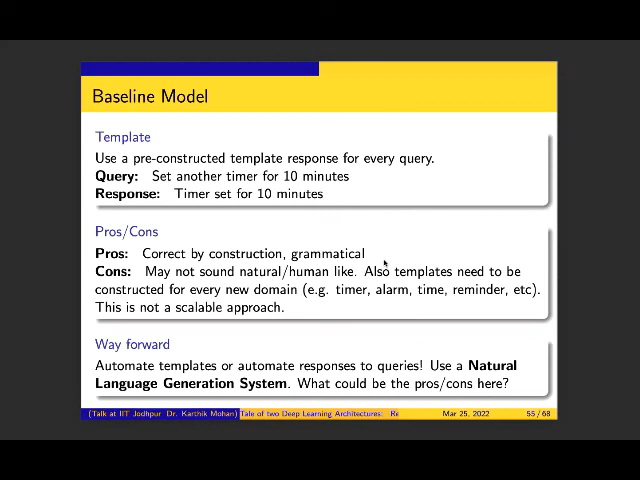 Baseline Model
Template
Use a pre-constructed template response for every query.
Query: Set another timer for 10 minutes
Response: Timer set for 10 minutes
Pros/Cons
Pros: Correct by construction, grammatical
Cons: May not sound natural/human like. Also templates need to be
constructed for every new domain (e.g. timer, alarm, time, reminder, etc).
This is not a scalable approach.
Way forward
Automate templates or automate responses to queries! Use a Natural
Language Generation System. What could be the pros/cons here?
(Talk at IIT Jodhpur Dr. Karthik Mohan) Tale of two Deep Learning Architectures: Re Mar 25, 2022 55 / 68